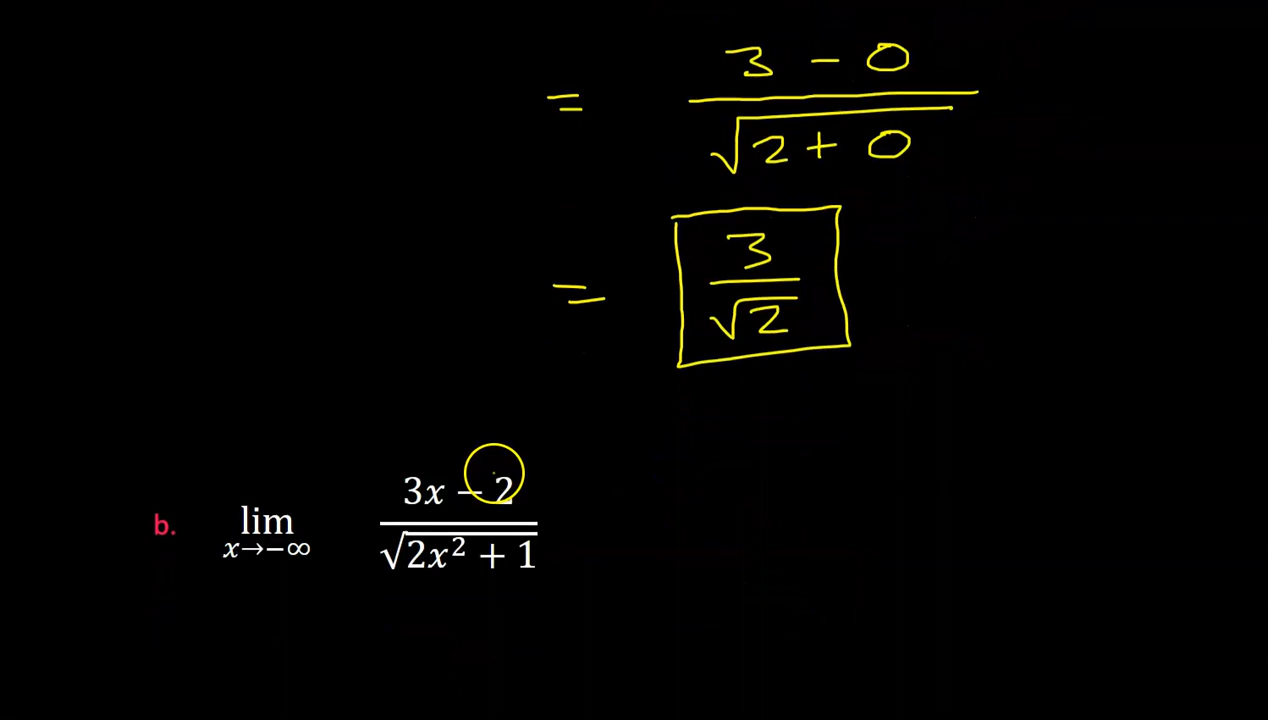 = (3 - 0) / √(2 + 0)
= 3 / √2
b. lim x→−∞ (3x − 2) / √(2x² + 1)